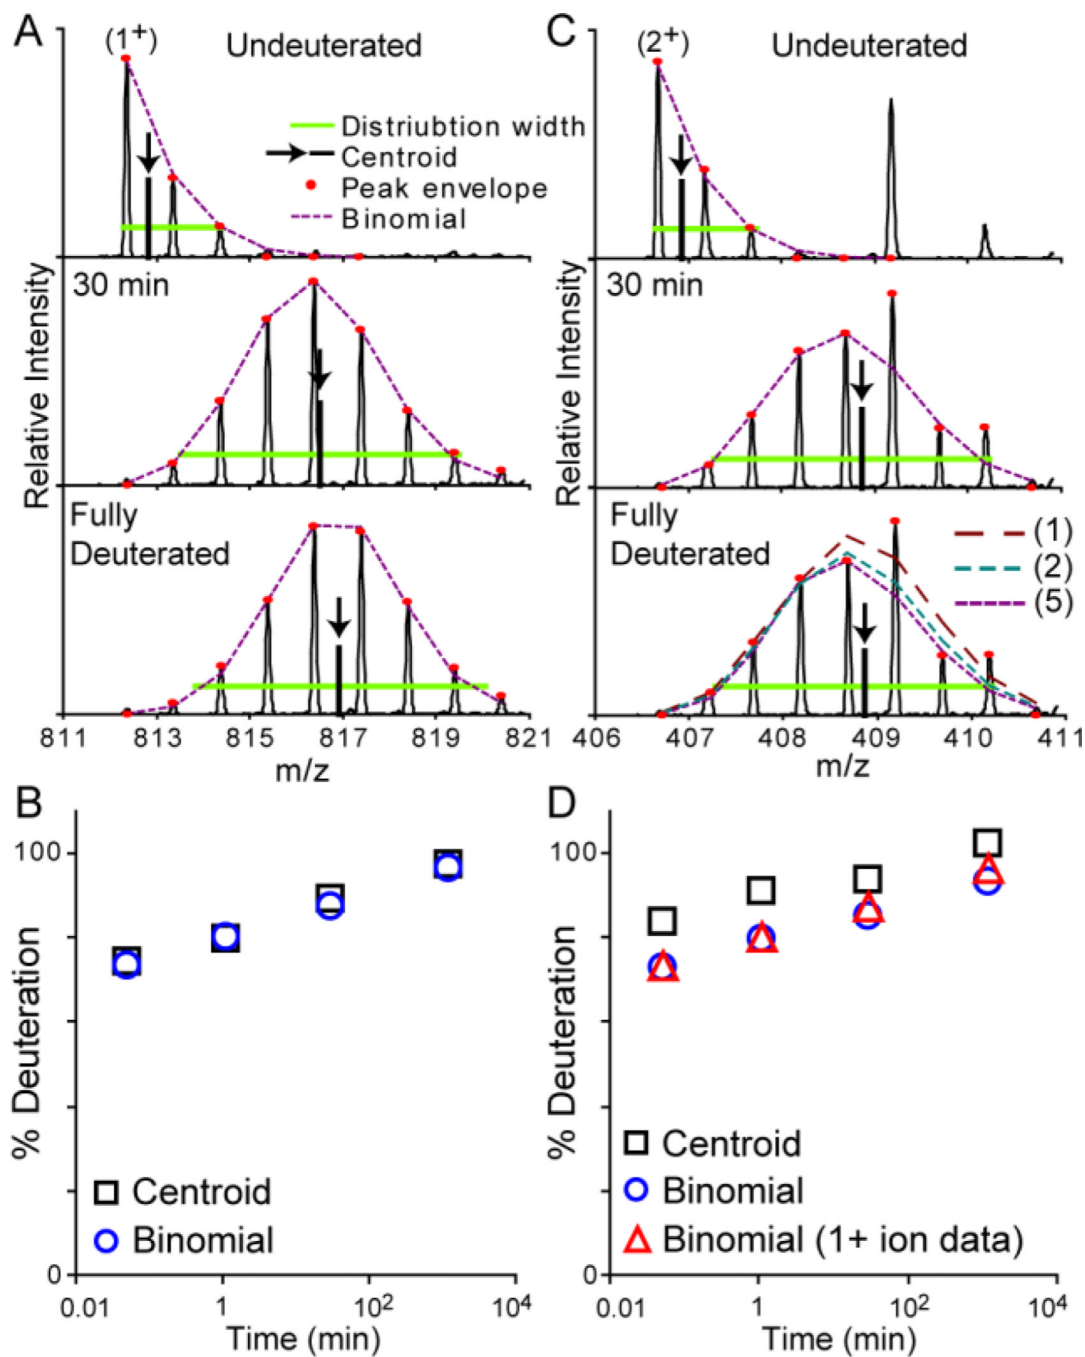 A
(1+)
Undeuterated
Distriubtion width
Centroid
Peak envelope
Binomial
30 min
Relative Intensity
Fully
Deuterated
811 813 815 817 819 821
m/z
C
(2+)
Undeuterated
30 min
Relative Intensity
Fully
Deuterated
(1)
(2)
(5)
406 407 408 409 410 411
m/z
B
100
% Deuteration
Centroid
Binomial
0
0.01 1 10² 10⁴
Time (min)
D
100
% Deuteration
Centroid
Binomial
Binomial (1+ ion data)
0
0.01 1 10² 10⁴
Time (min)